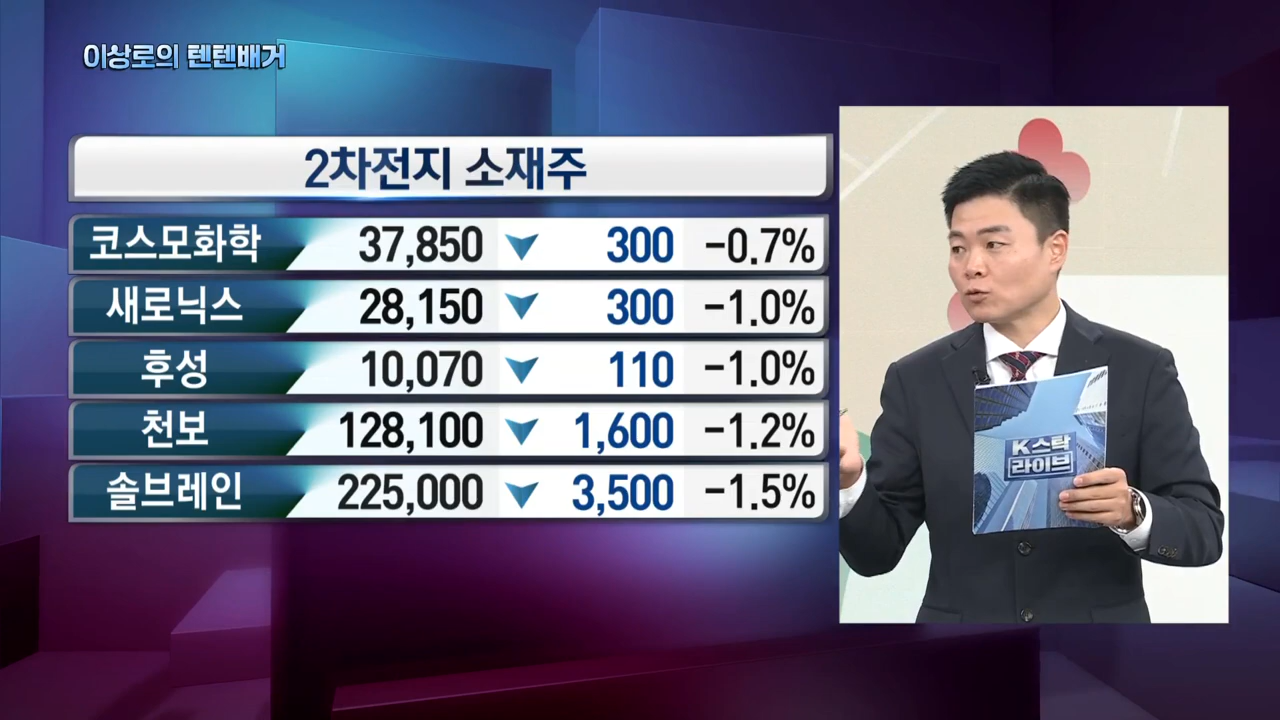 이상로의 텐텐배거
2차전지 소재주
코스모화학 37,850 ▼ 300 -0.7%
새로닉스 28,150 ▼ 300 -1.0%
후성 10,070 ▼ 110 -1.0%
천보 128,100 ▼ 1,600 -1.2%
솔브레인 225,000 ▼ 3,500 -1.5%
K스탁
라이브